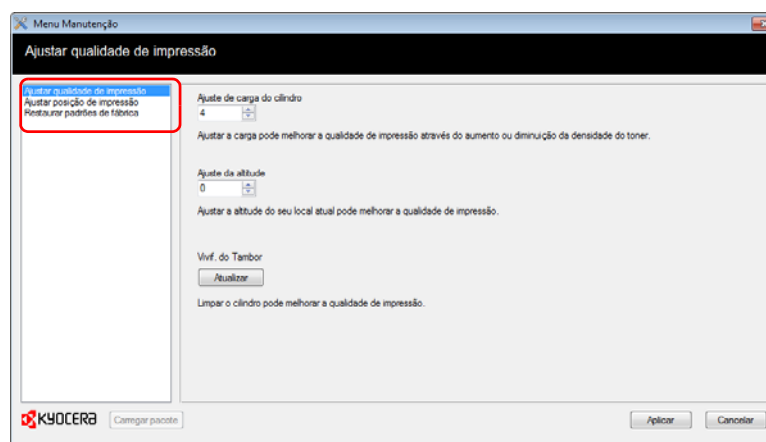 Menu Manutenção
Ajustar qualidade de impressão
Ajustar qualidade de impressão
Ajustar posição de impressão
Restaurar padrões de fábrica
Ajuste de carga do cilindro
4
Ajustar a carga pode melhorar a qualidade de impressão através do aumento ou diminuição da densidade do toner.
Ajuste da altitude
0
Ajustar a altitude do seu local atual pode melhorar a qualidade de impressão.
Vivif. do Tambor
Atualizar
Limpar o cilindro pode melhorar a qualidade de impressão.
KYOCERA
Carregar pacote
Aplicar
Cancelar